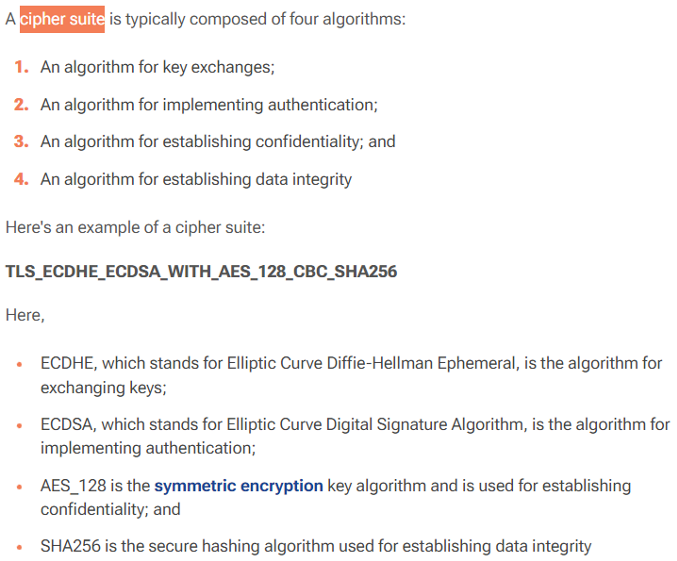 A cipher suite is typically composed of four algorithms:
1. An algorithm for key exchanges;
2. An algorithm for implementing authentication;
3. An algorithm for establishing confidentiality; and
4. An algorithm for establishing data integrity
Here's an example of a cipher suite:
TLS_ECDHE_ECDSA_WITH_AES_128_CBC_SHA256
Here,
• ECDHE, which stands for Elliptic Curve Diffie-Hellman Ephemeral, is the algorithm for
exchanging keys;
• ECDSA, which stands for Elliptic Curve Digital Signature Algorithm, is the algorithm for
implementing authentication;
• AES_128 is the symmetric encryption key algorithm and is used for establishing
confidentiality; and
• SHA256 is the secure hashing algorithm used for establishing data integrity